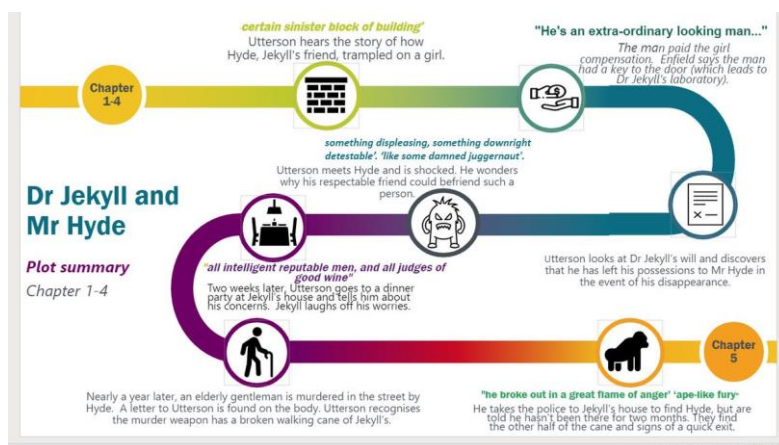 certain sinister block of building'
Utterson hears the story of how
Hyde, Jekyll's friend, trampled on a girl.
"He's an extra-ordinary looking man..."
The man paid the girl
compensation. Enfield says the man
had a key to the door (which leads to
Dr Jekyll's laboratory).
Chapter
1-4
something displeasing, something downright
detestable'. 'like some damned juggernaut'.
Utterson meets Hyde and is shocked. He wonders
why his respectable friend could befriend such a
person.
Dr Jekyll and
Mr Hyde
Plot summary
Chapter 1-4
Utterson looks at Dr Jekyll's will and discovers
that he has left his possessions to Mr Hyde in
the event of his disappearance.
"all intelligent reputable men, and all judges of
good wine"
Two weeks later, Utterson goes to a dinner
party at Jekyll's house and tells him about
his concerns. Jekyll laughs off his worries.
Chapter
5
Nearly a year later, an elderly gentleman is murdered in the street by
Hyde. A letter to Utterson is found on the body. Utterson recognises
the murder weapon has a broken walking cane of Jekyll's.
"he broke out in a great flame of anger' 'ape-like fury-
He takes the police to Jekyll's house to find Hyde, but are
told he hasn't been there for two months. They find
the other half of the cane and signs of a quick exit.